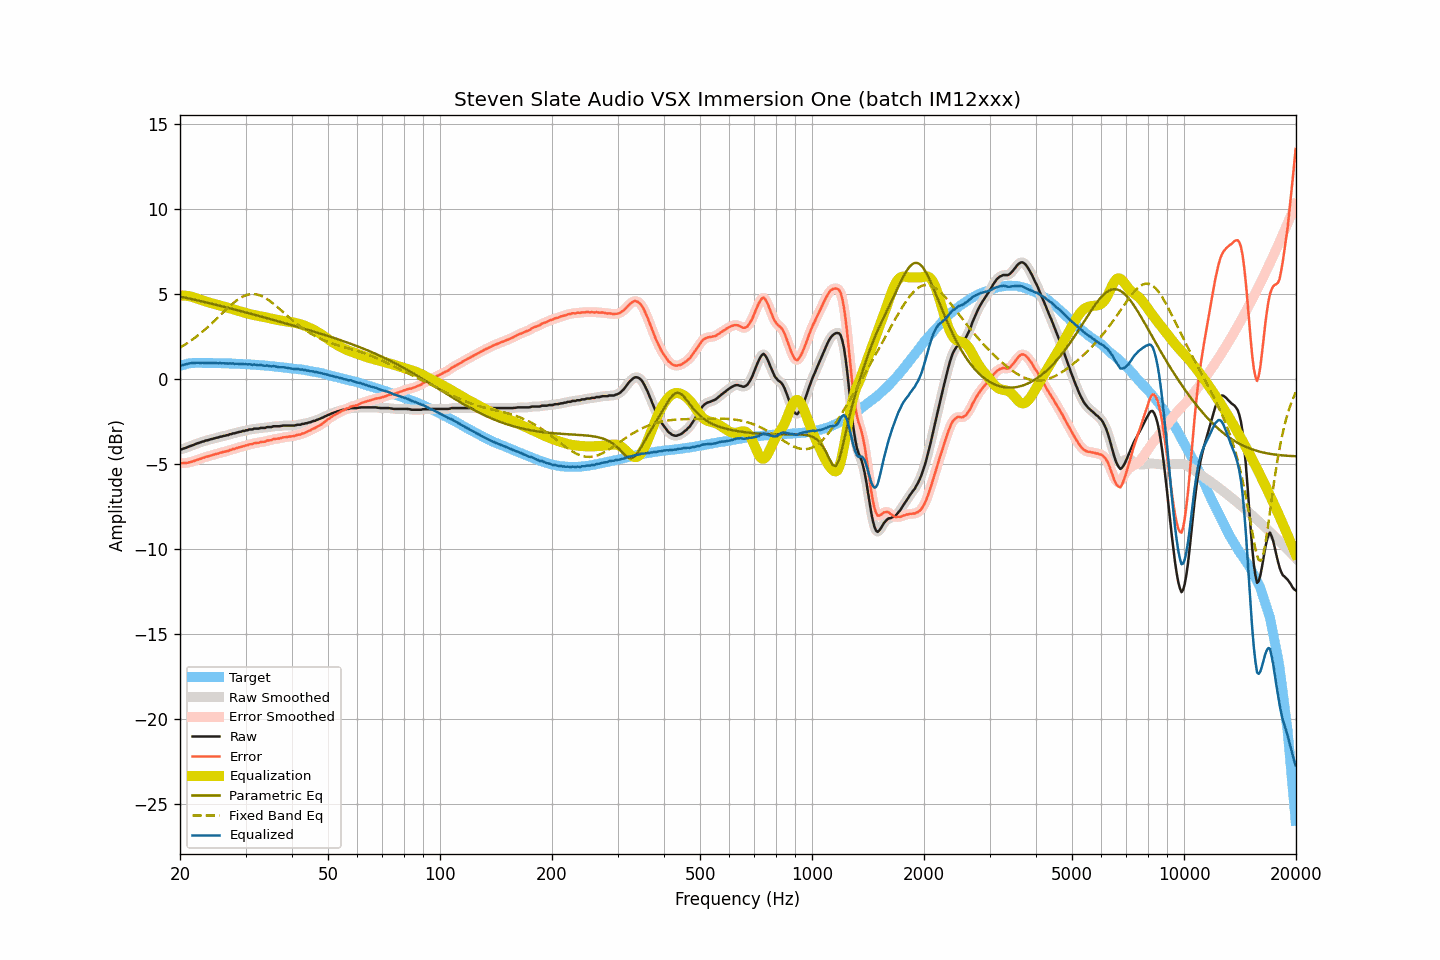 Steven Slate Audio VSX Immersion One (batch IM12xxx)
Amplitude (dBr)
15
10
5
0
−5
−10
−15
−20
−25
Target
Raw Smoothed
Error Smoothed
Raw
Error
Equalization
Parametric Eq
Fixed Band Eq
Equalized
20 50 100 200 500 1000 2000 5000 10000 20000
Frequency (Hz)